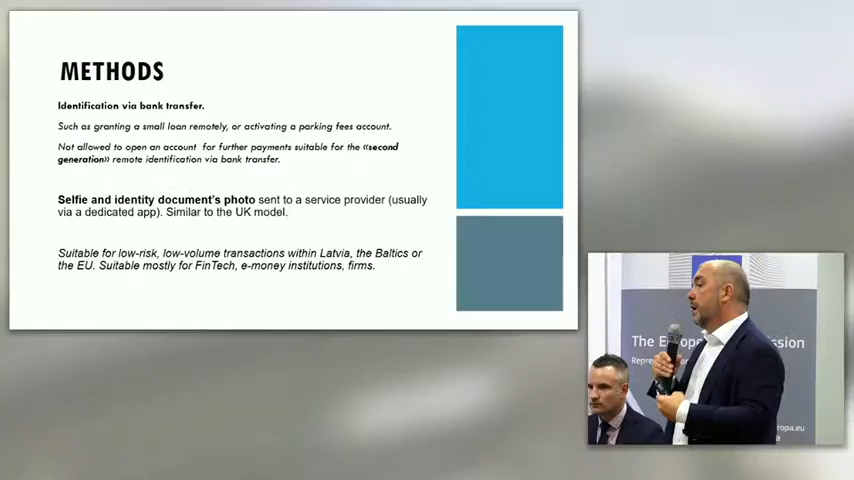 METHODS
Identification via bank transfer.
Such as granting a small loan remotely, or activating a parking fees account.
Not allowed to open an account for further payments suitable for the «second
generation» remote identification via bank transfer.
Selfie and identity document's photo sent to a service provider (usually
via a dedicated app). Similar to the UK model.
Suitable for low-risk, low-volume transactions within Latvia, the Baltics or
the EU. Suitable mostly for FinTech, e-money institutions, firms.
The E
ssion